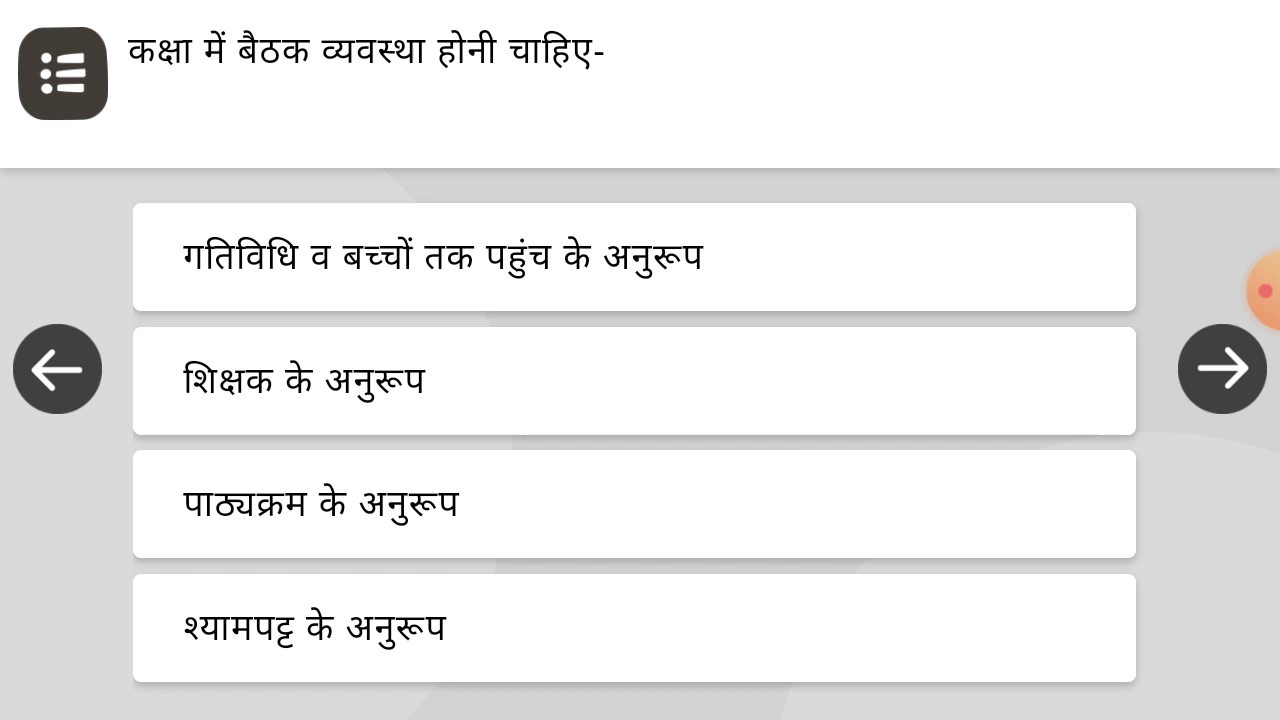 कक्षा में बैठक व्यवस्था होनी चाहिए-
गतिविधि व बच्चों तक पहुंच के अनुरूप
शिक्षक के अनुरूप
पाठ्यक्रम के अनुरूप
श्यामपट्ट के अनुरूप